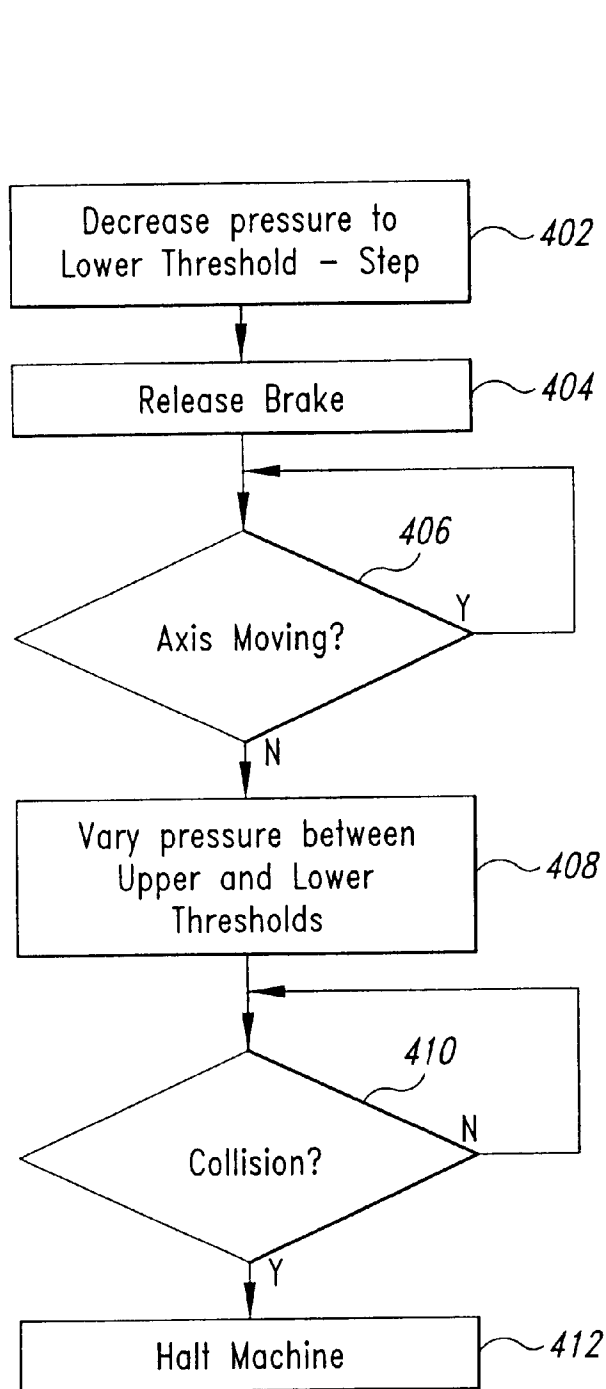 Decrease pressure to
Lower Threshold – Step
402
Release Brake
404
406
Axis Moving?
Y
N
Vary pressure between
Upper and Lower
Thresholds
408
410
Collision?
N
Y
Halt Machine
412